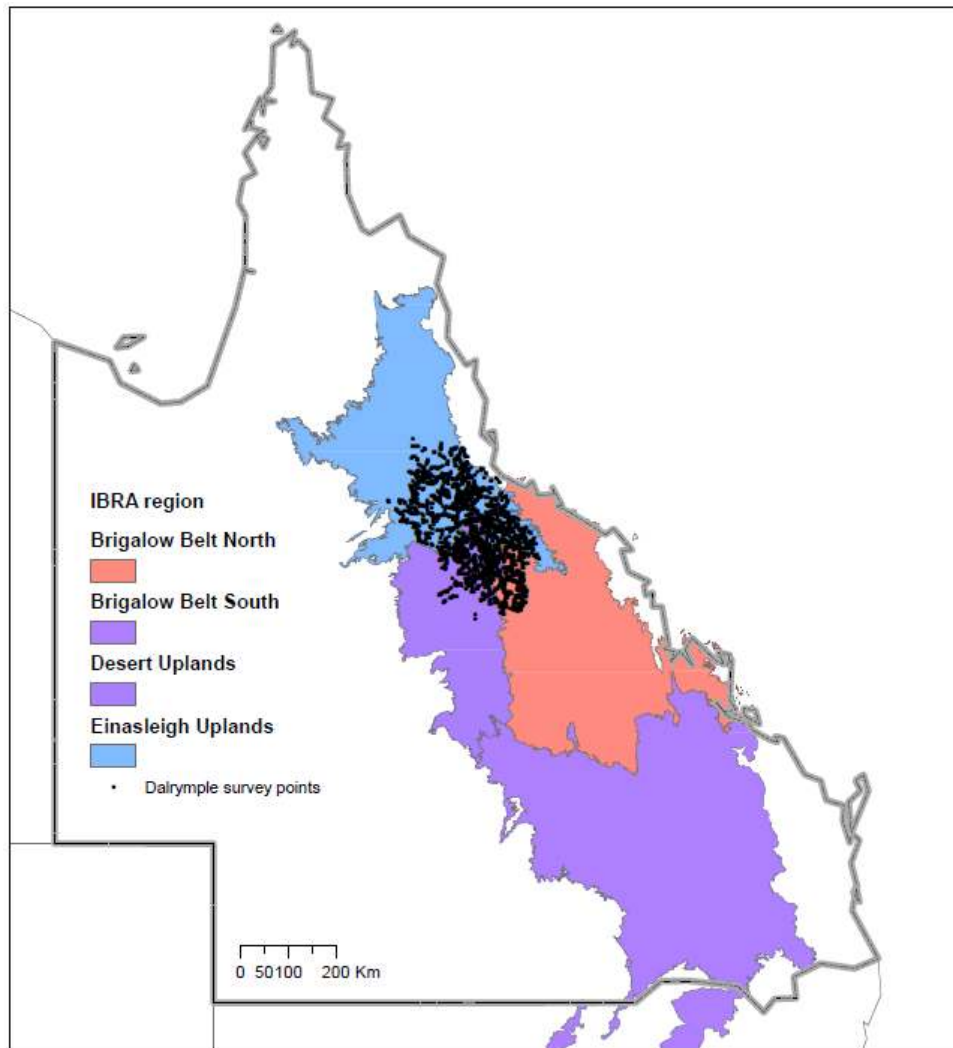 IBRA region
Brigalow Belt North
Brigalow Belt South
Desert Uplands
Einasleigh Uplands
Dalrymple survey points
0 50100 200 Km